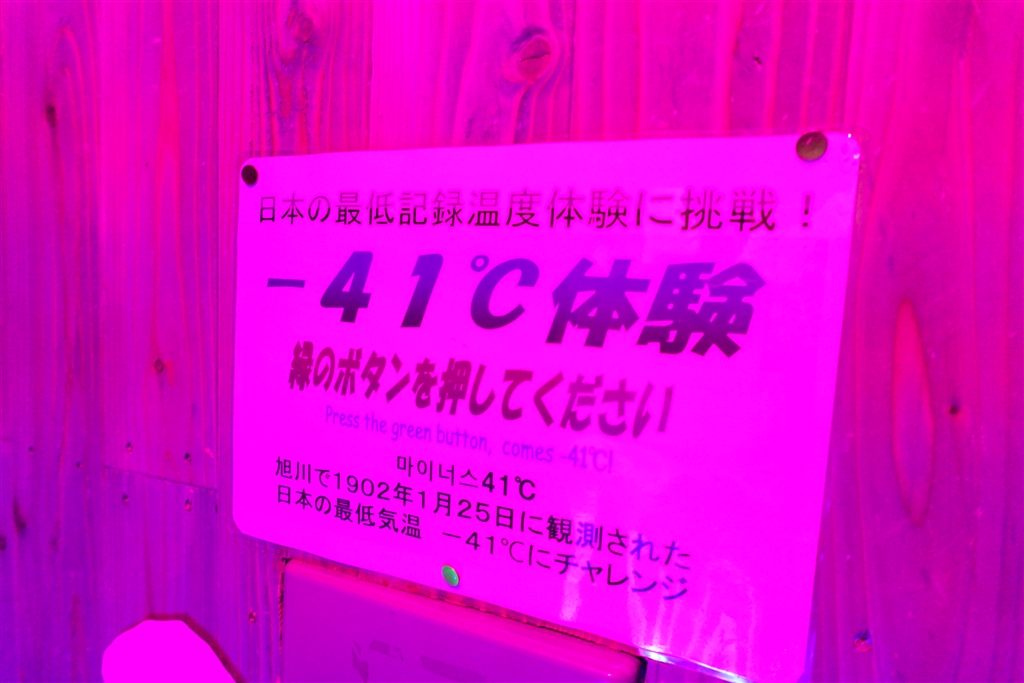 日本の最低記録温度体験に挑戦！
－41℃体験
緑のボタンを押してください
Press the green button, comes -41℃!
마이너스41℃
旭川で1902年1月25日に観測された
日本の最低気温　－41℃にチャレンジ